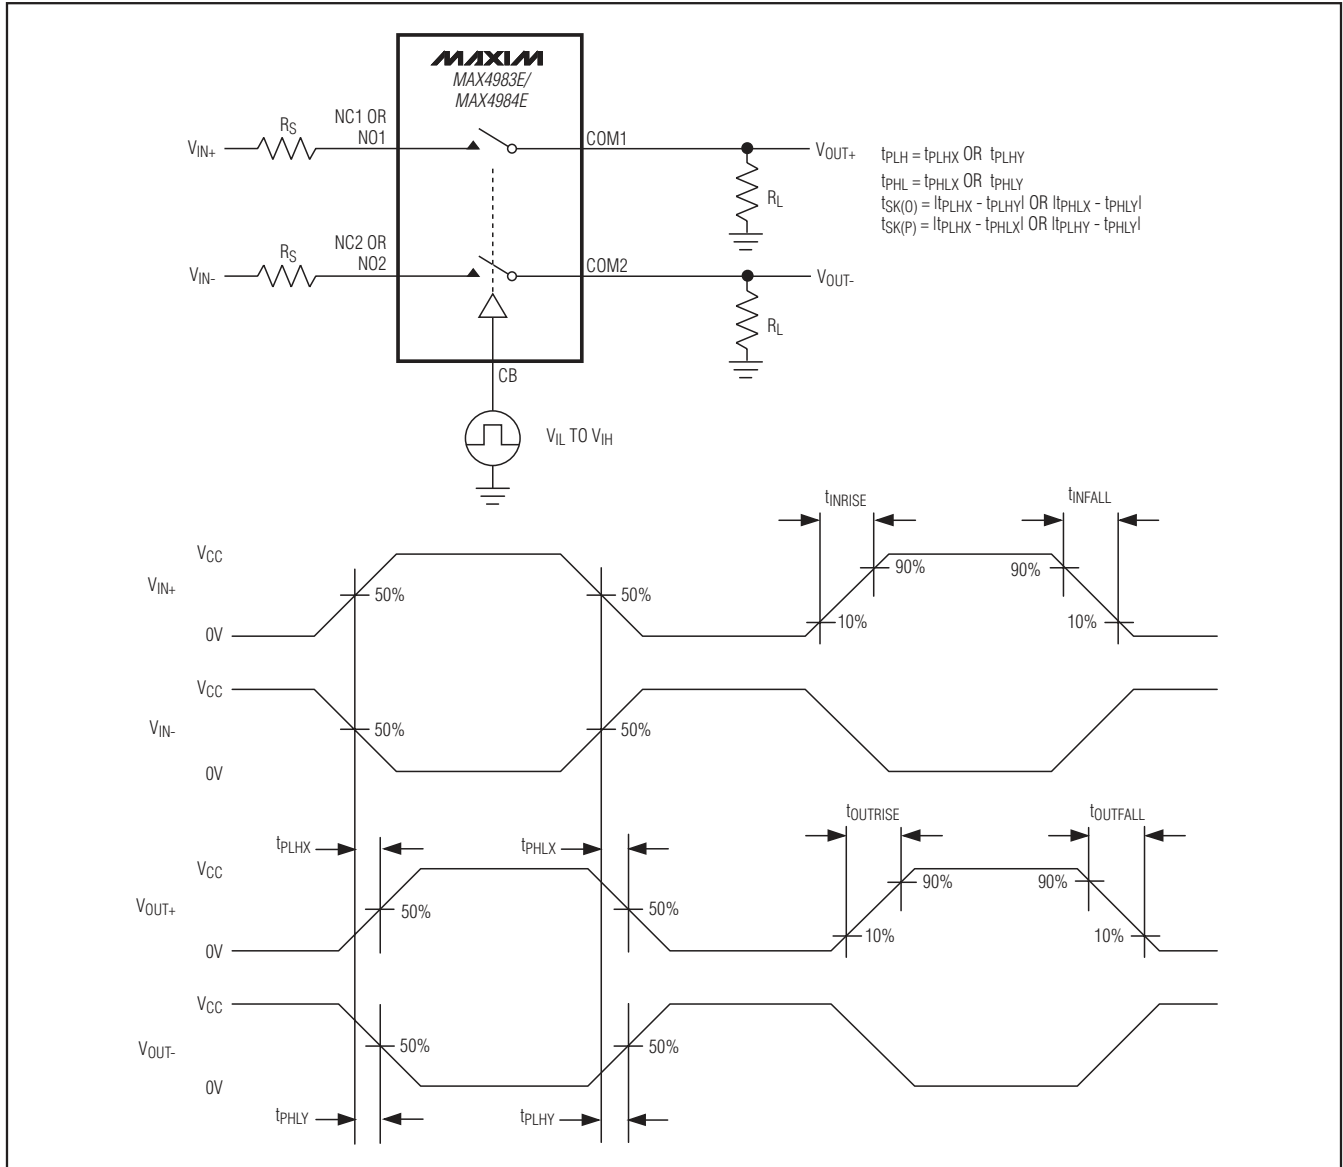 MAXIM
MAX4983E/
MAX4984E
NC1 OR
NO1
RS
VIN+
COM1
VOUT+
RL
tPLH = tPLHX OR tPLHY
tPHL = tPHLX OR tPHLY
tSK(O) = |tPLHX - tPLHY| OR |tPHLX - tPHLY|
tSK(P) = |tPLHX - tPHLX| OR |tPLHY - tPHLY|
NC2 OR
NO2
RS
VIN-
COM2
VOUT-
RL
CB
VIL TO VIH
tINRISE
tINFALL
VCC
VIN+
0V
50%
50%
90%
90%
10%
10%
VCC
VIN-
0V
50%
50%
tOUTRISE
tOUTFALL
tPLHX
tPHLX
VCC
VOUT+
0V
50%
50%
90%
90%
10%
10%
VCC
VOUT-
0V
50%
50%
tPHLY
tPLHY